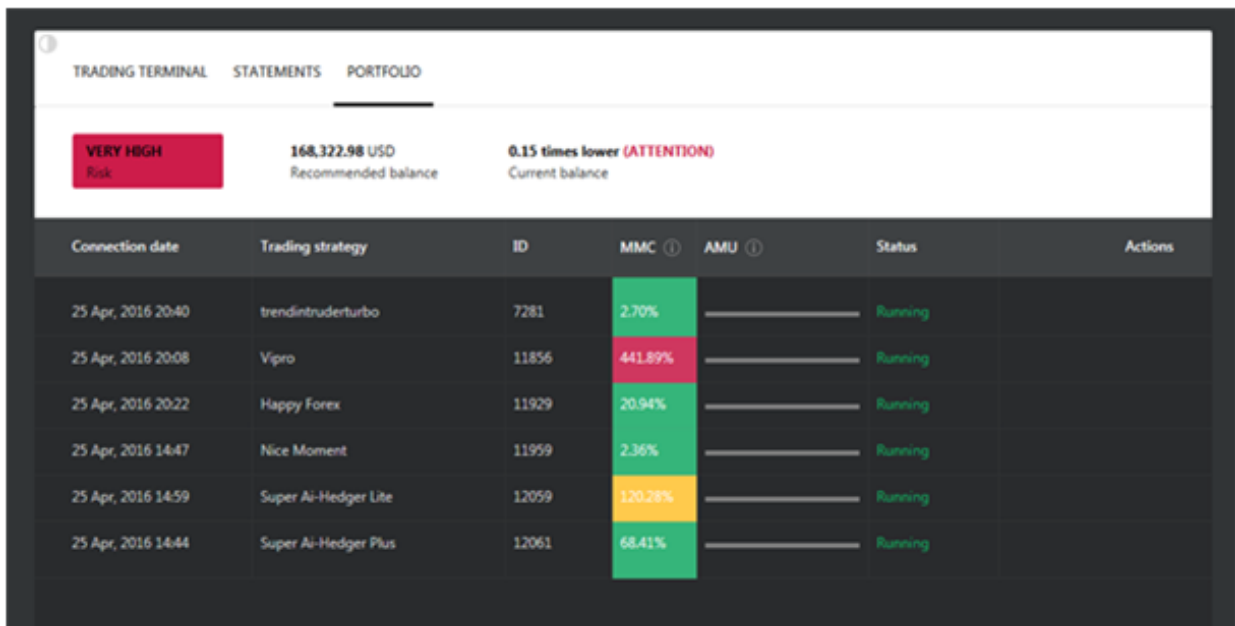 TRADING TERMINAL STATEMENTS PORTFOLIO
VERY HIGH 168,322.98 USD 0.15 times lower (ATTENTION)
Risk Recommended balance Current balance
Connection date Trading strategy ID MMC AMU Status Actions
25 Apr, 2016 20:40 trendintruderturbo 7281 2.70% Running
25 Apr, 2016 20:08 Vipro 11856 441.89% Running
25 Apr, 2016 20:22 Happy Forex 11929 20.94% Running
25 Apr, 2016 14:47 Nice Moment 11959 2.36% Running
25 Apr, 2016 14:59 Super Ai-Hedger Lite 12059 120.28% Running
25 Apr, 2016 14:44 Super Ai-Hedger Plus 12061 68.41% Running